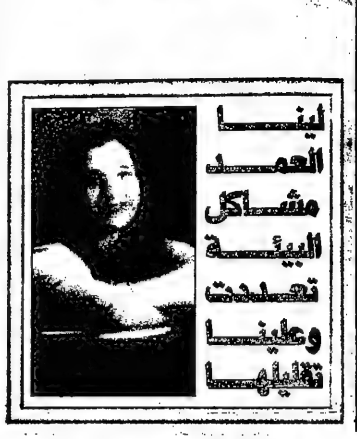 لينا
العمد
مشاكل
البيئة
تعددت
وعلينا
تقليلها